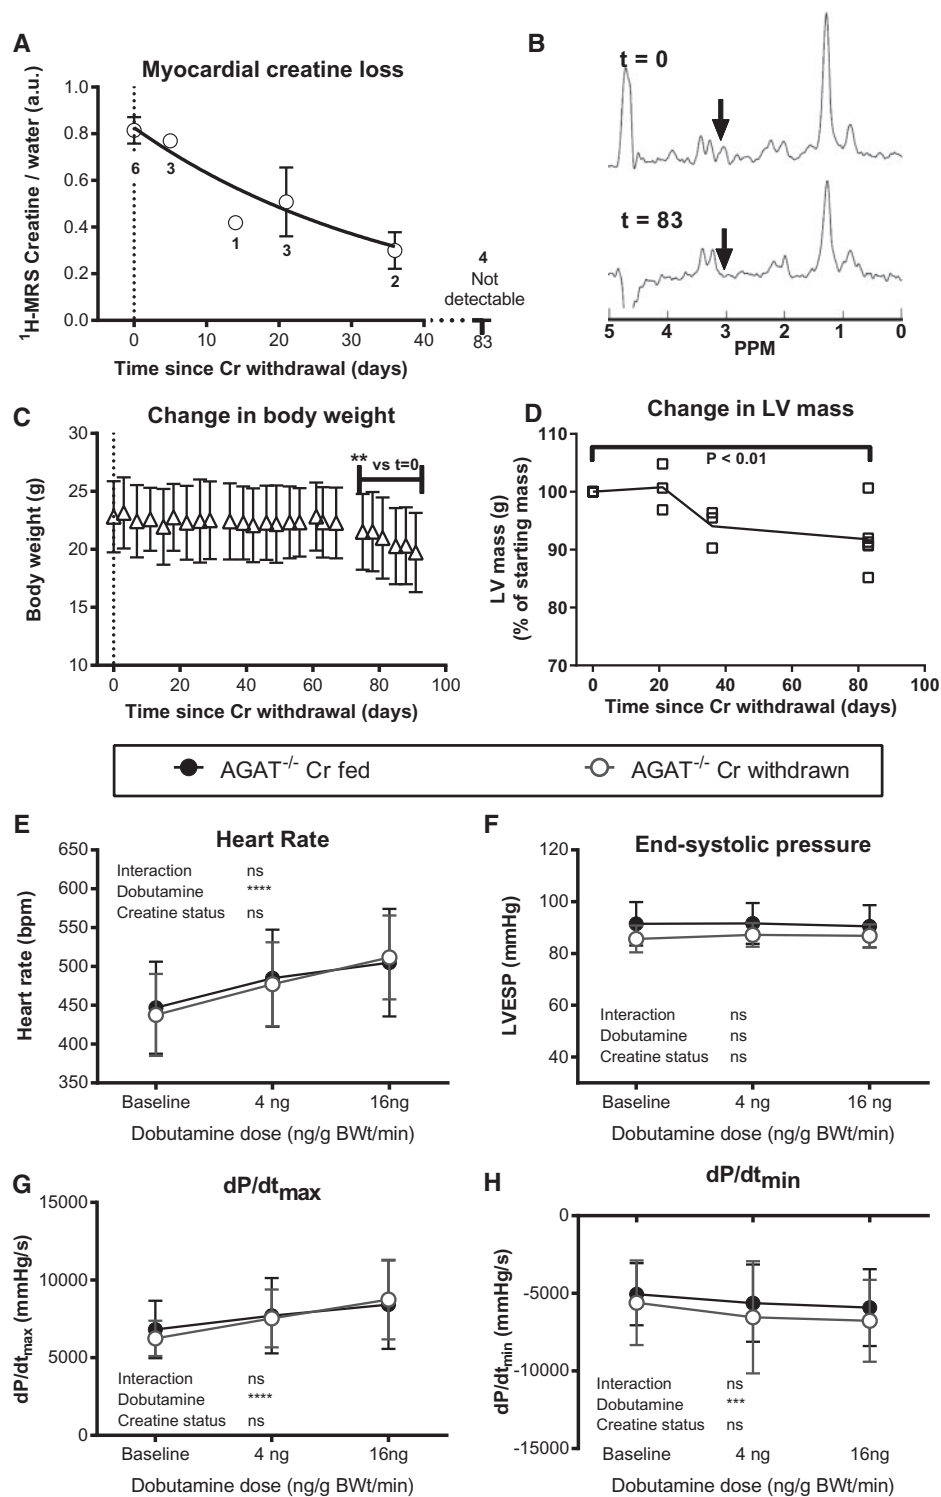 A
Myocardial creatine loss
¹H-MRS Creatine / water (a.u.)
1.0
0.8
0.6
0.4
0.2
0.0
6
3
1
3
2
4
Not
detectable
0
10
20
30
40
83
Time since Cr withdrawal (days)
B
t = 0
t = 83
5
4
3
2
1
0
PPM
C
Change in body weight
Body weight (g)
30
25
20
15
10
** vs t=0
0
20
40
60
80
100
Time since Cr withdrawal (days)
D
Change in LV mass
LV mass (g)
(% of starting mass)
110
100
90
80
70
P < 0.01
0
20
40
60
80
100
Time since Cr withdrawal (days)
AGAT⁻/⁻ Cr fed
AGAT⁻/⁻ Cr withdrawn
E
Heart Rate
Heart rate (bpm)
650
600
550
500
450
400
350
Interaction ns
Dobutamine ****
Creatine status ns
Baseline
4 ng
16ng
Dobutamine dose (ng/g BWt/min)
F
End-systolic pressure
LVESP (mmHg)
120
100
80
60
40
Interaction ns
Dobutamine ns
Creatine status ns
Baseline
4 ng
16 ng
Dobutamine dose (ng/g BWt/min)
G
dP/dtmax
dP/dtmax (mmHg/s)
15000
10000
5000
0
Interaction ns
Dobutamine ****
Creatine status ns
Baseline
4 ng
16ng
Dobutamine dose (ng/g BWt/min)
H
dP/dtmin
dP/dtmin (mmHg/s)
0
-5000
-10000
-15000
Interaction ns
Dobutamine ***
Creatine status ns
Baseline
4 ng
16ng
Dobutamine dose (ng/g BWt/min)